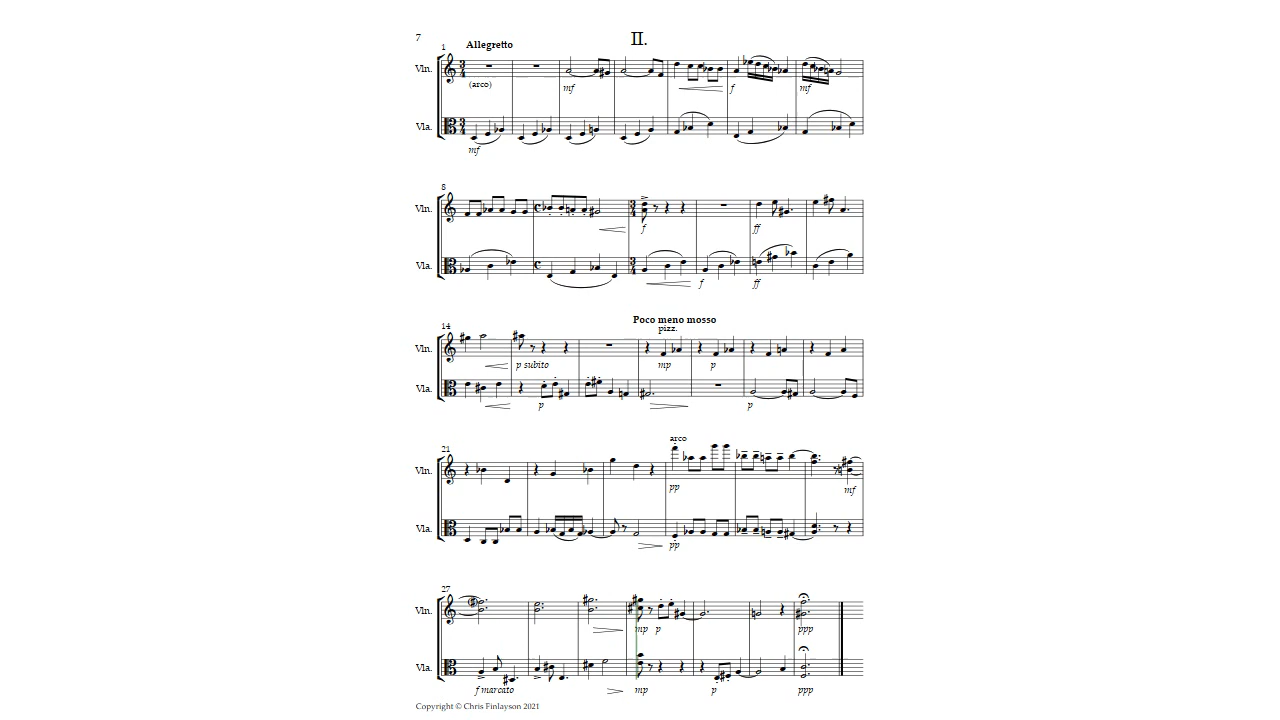 7
II.
1
Allegretto
Vln.
(arco)
mf
f
mf
Vla.
mf
8
Vln.
f
ff
Vla.
f
ff
Poco meno mosso
14
pizz.
Vln.
p subito
mp
p
Vla.
p
p
arco
21
Vln.
pp
mf
Vla.
pp
27
Vln.
mp p
ppp
Vla.
f marcato
mp
p
ppp
Copyright © Chris Finlayson 2021